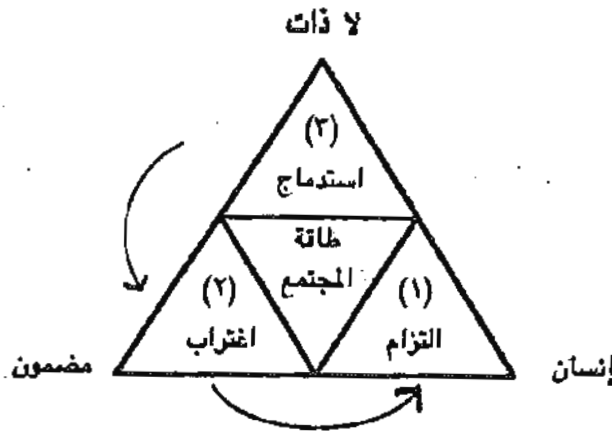 لا ذات
(٣)
استدماج
طاقة
المجتمع
(٢)
(١)
اغتراب
التزام
مضمون
إنسان